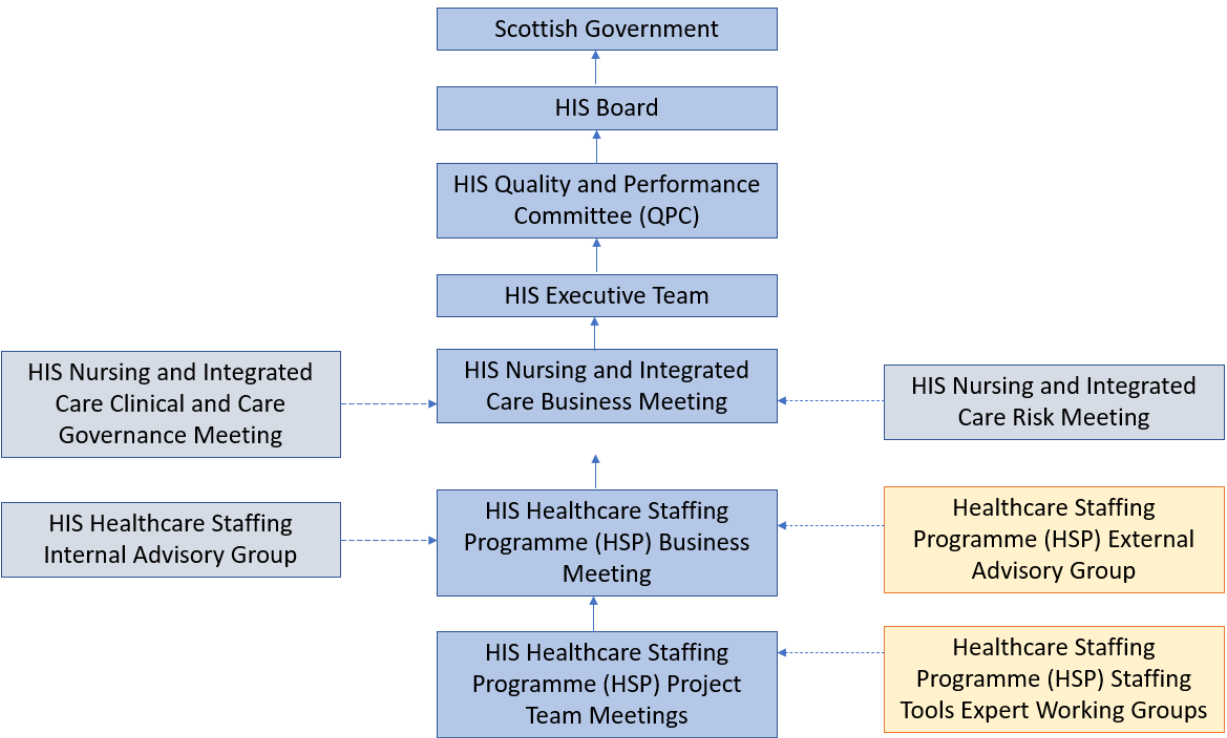 Scottish Government
HIS Board
HIS Quality and Performance
Committee (QPC)
HIS Executive Team
HIS Nursing and Integrated
Care Clinical and Care
Governance Meeting
HIS Nursing and Integrated
Care Business Meeting
HIS Nursing and Integrated
Care Risk Meeting
HIS Healthcare Staffing
Internal Advisory Group
HIS Healthcare Staffing
Programme (HSP) Business
Meeting
Healthcare Staffing
Programme (HSP) External
Advisory Group
HIS Healthcare Staffing
Programme (HSP) Project
Team Meetings
Healthcare Staffing
Programme (HSP) Staffing
Tools Expert Working Groups